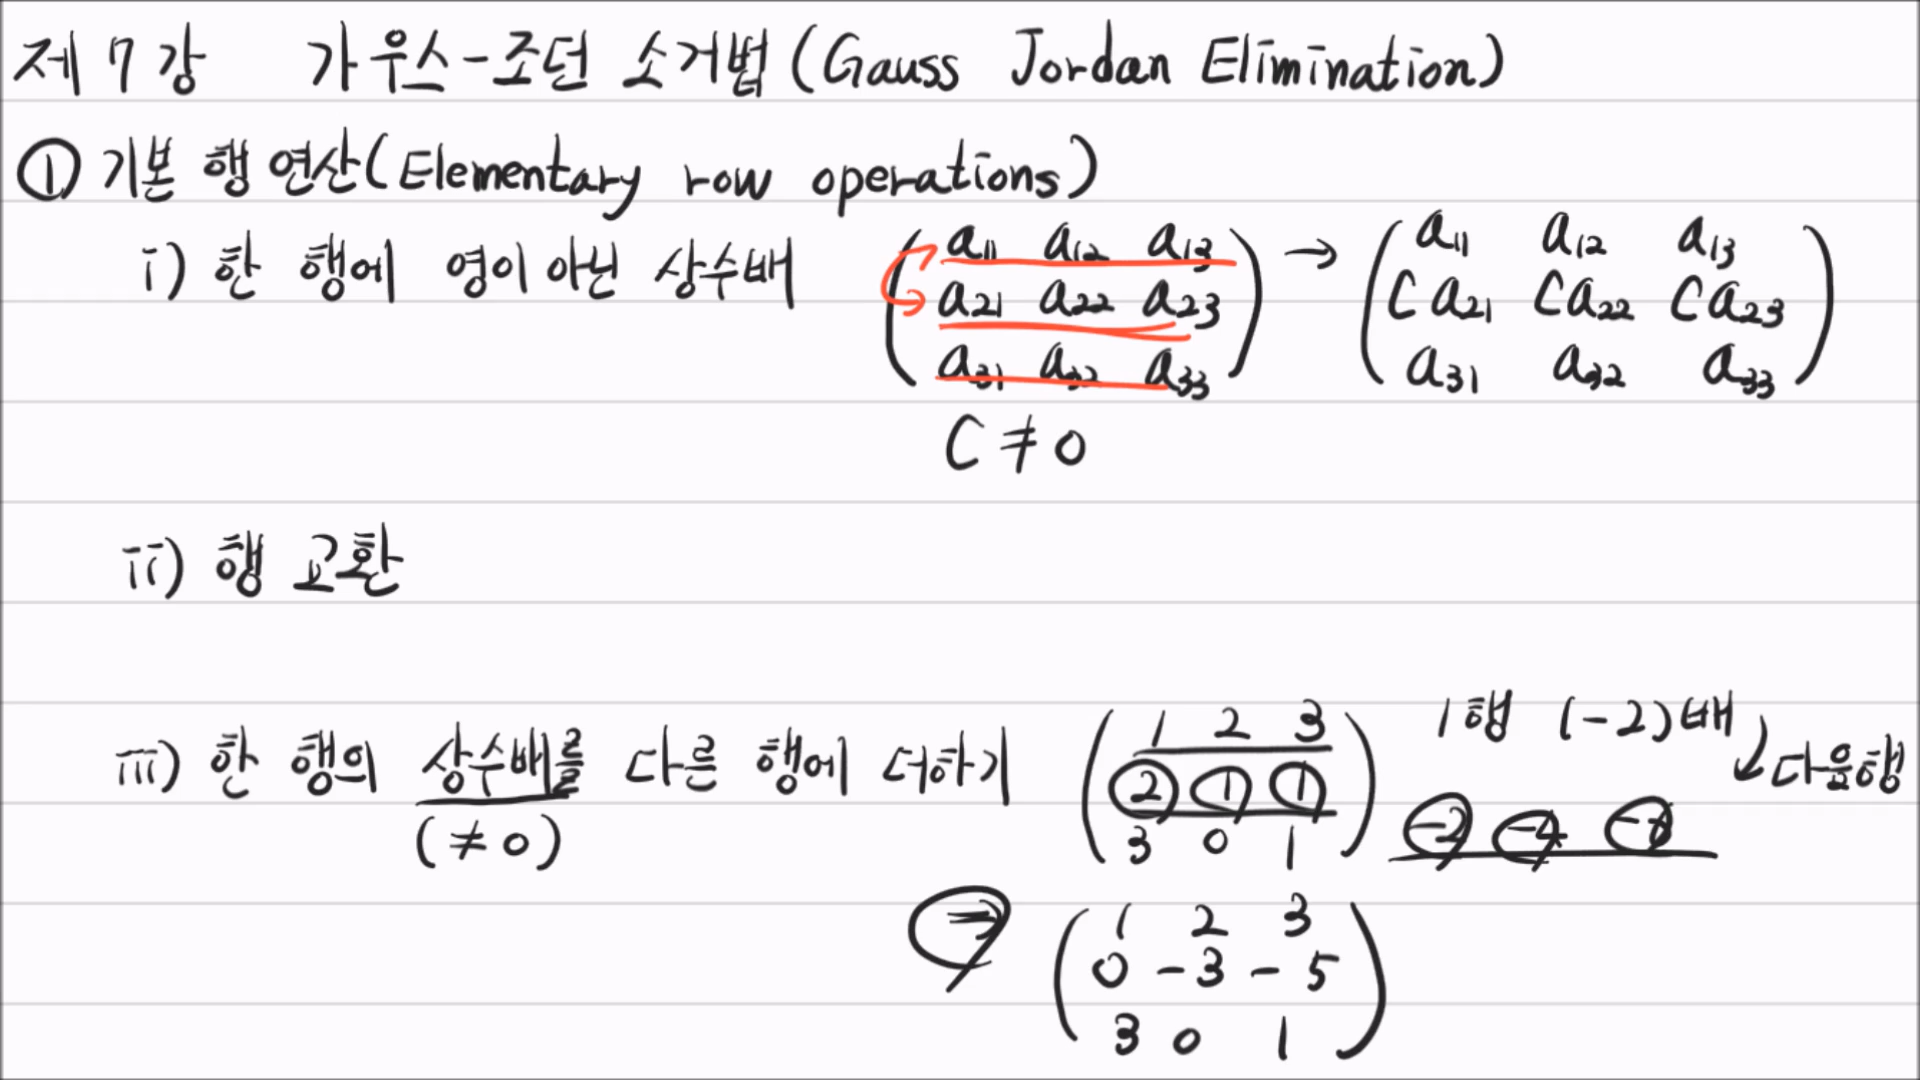 제 7 강 가우스-조던 소거법 (Gauss Jordan Elimination)
① 기본 행 연산 (Elementary row operations)
i) 한 행에 영이 아닌 상수배
a11 a12 a13 → a11 a12 a13
a21 a22 a23 Ca21 Ca22 Ca23
a31 a32 a33 a31 a32 a33
C ≠ 0
ii) 행 교환
iii) 한 행의 상수배를 다른 행에 더하기
(≠ 0)
1 2 3 1행 (-2)배
2 1 1 다음행
3 0 1 -2 -4 -6
⇒ 1 2 3
0 -3 -5
3 0 1